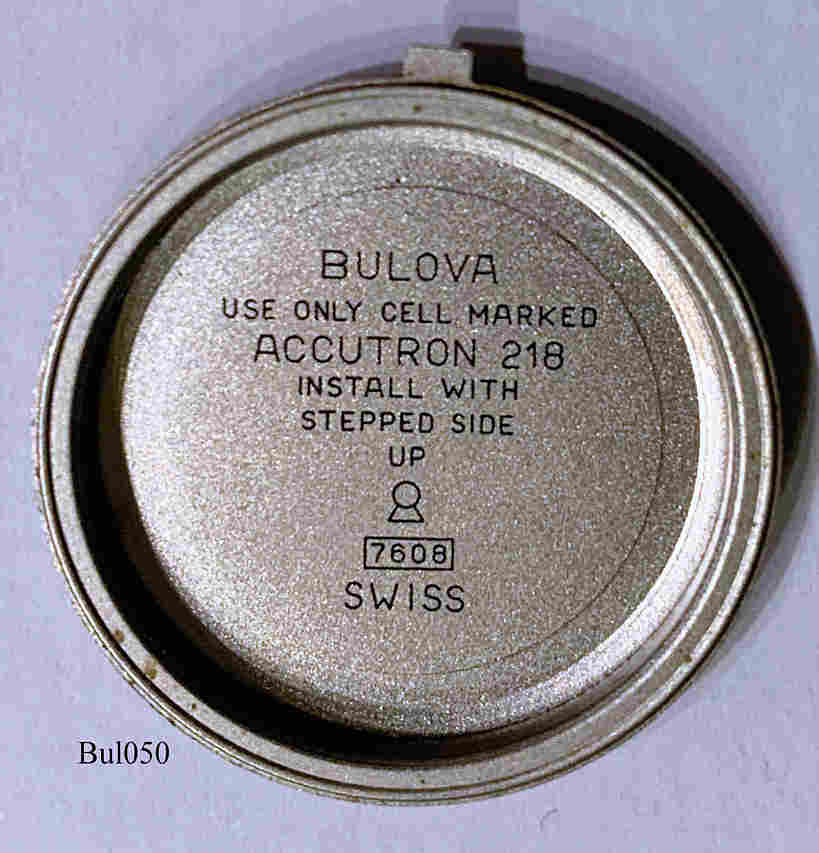 BULOVA
USE ONLY CELL MARKED
ACCUTRON 218
INSTALL WITH
STEPPED SIDE
UP
7608
SWISS
Bul050